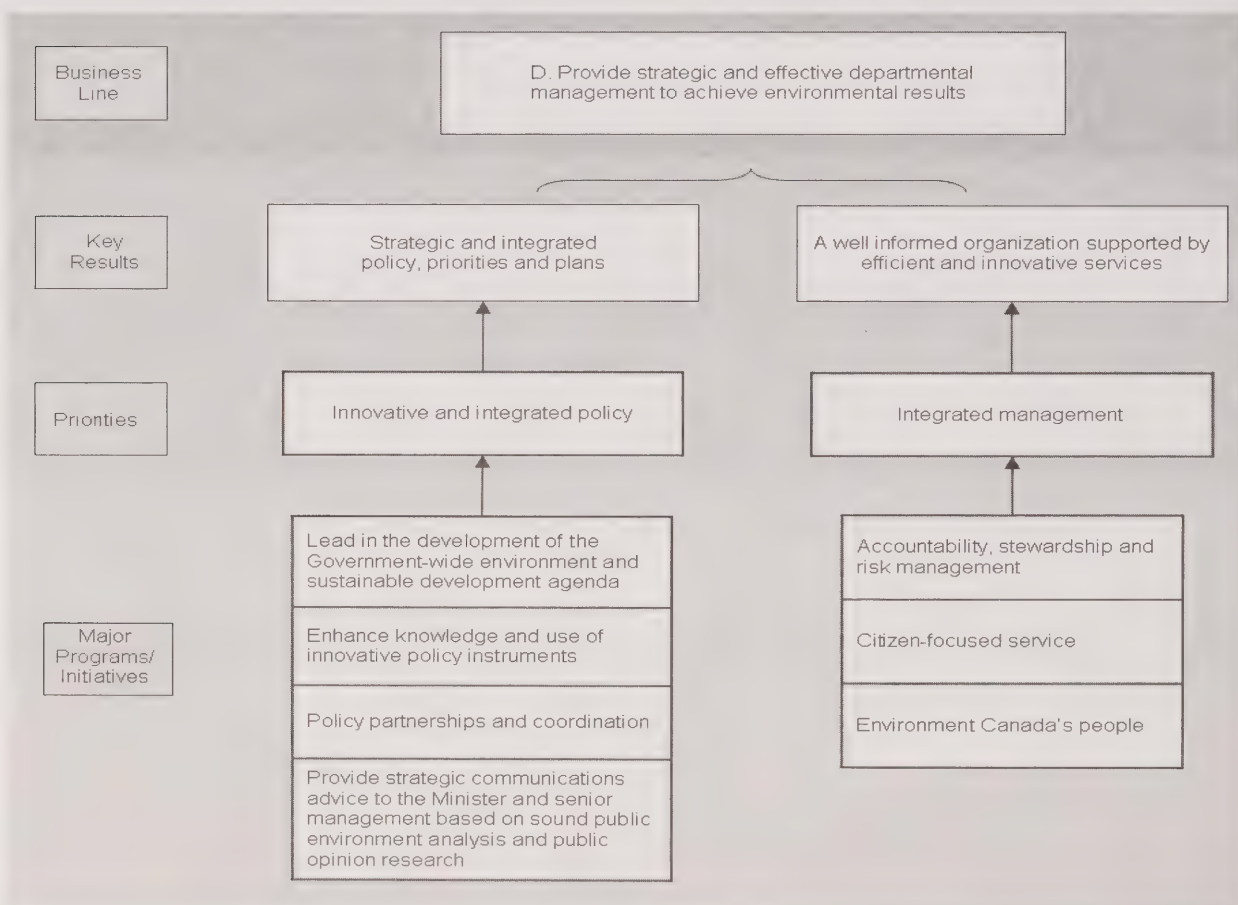 Business
Line
D. Provide strategic and effective departmental
management to achieve environmental results
Key
Results
Strategic and integrated
policy, priorities and plans
A well informed organization supported by
efficient and innovative services
Priorities
Innovative and integrated policy
Integrated management
Major
Programs/
Initiatives
Lead in the development of the
Government-wide environment and
sustainable development agenda
Enhance knowledge and use of
innovative policy instruments
Policy partnerships and coordination
Provide strategic communications
advice to the Minister and senior
management based on sound public
environment analysis and public
opinion research
Accountability, stewardship and
risk management
Citizen-focused service
Environment Canada's people